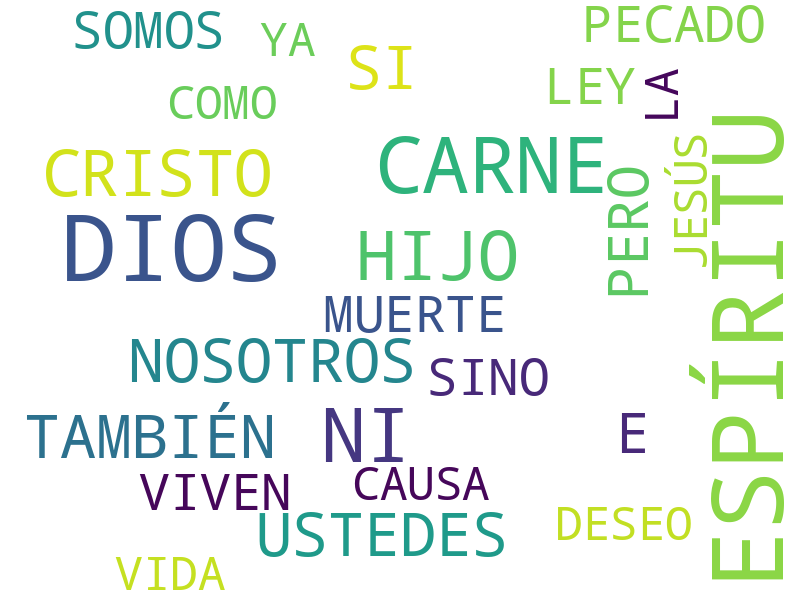 SOMOS
YA
PECADO
SI
COMO
LEY
LA
CRISTO
CARNE
JESÚS
ESPÍRITU
DIOS
HIJO
PERO
MUERTE
NOSOTROS
SINO
TAMBIÉN
NI
E
VIVEN
CAUSA
USTEDES
DESEO
VIDA